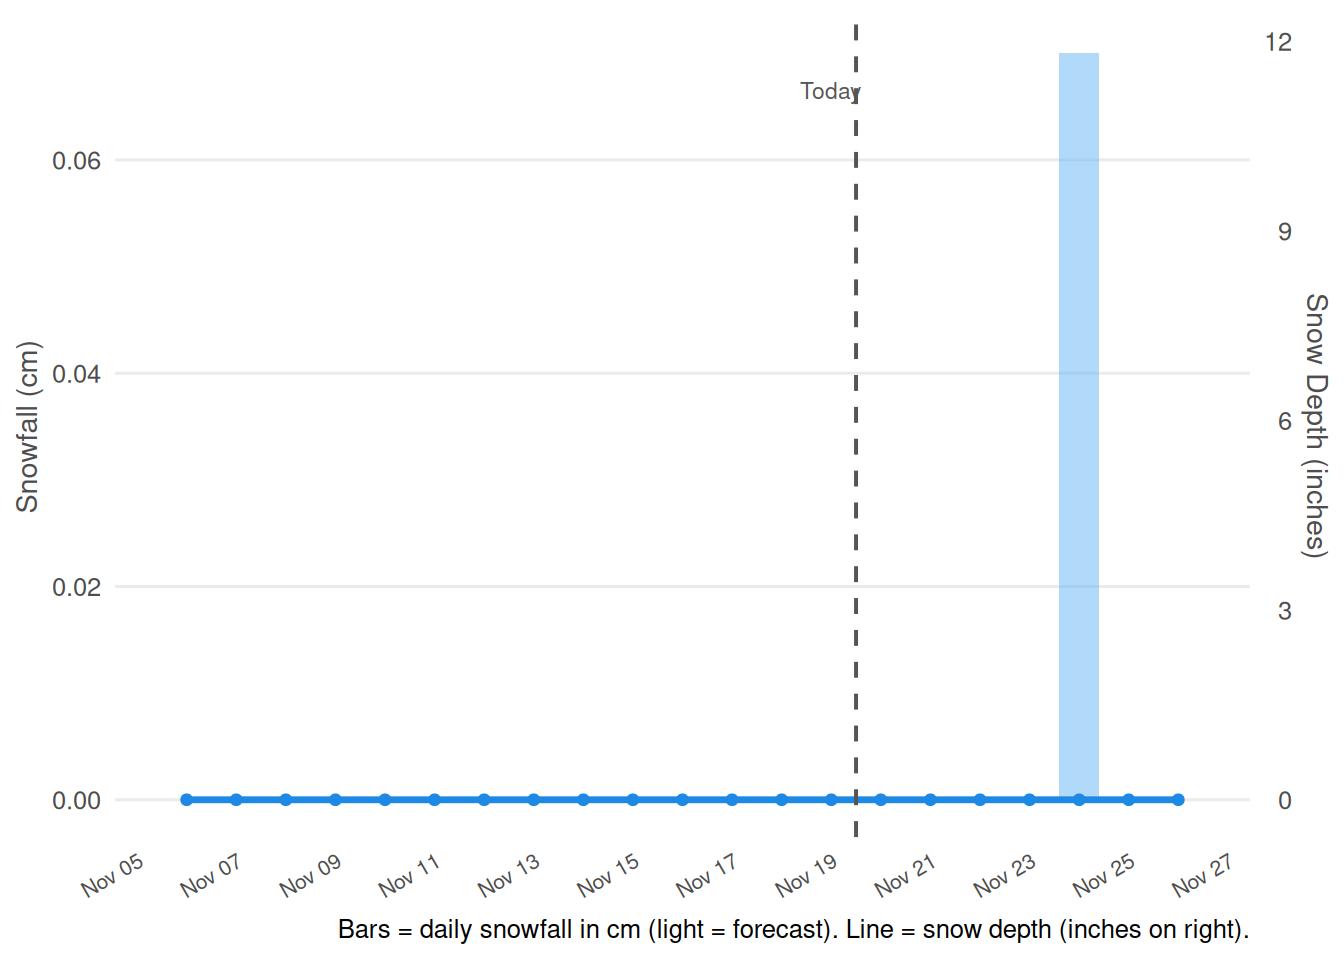 Today
12
9
6
3
0
0.06
0.04
0.02
0.00
Snowfall (cm)
Snow Depth (inches)
Nov 05
Nov 07
Nov 09
Nov 11
Nov 13
Nov 15
Nov 17
Nov 19
Nov 21
Nov 23
Nov 25
Nov 27
Bars = daily snowfall in cm (light = forecast). Line = snow depth (inches on right).